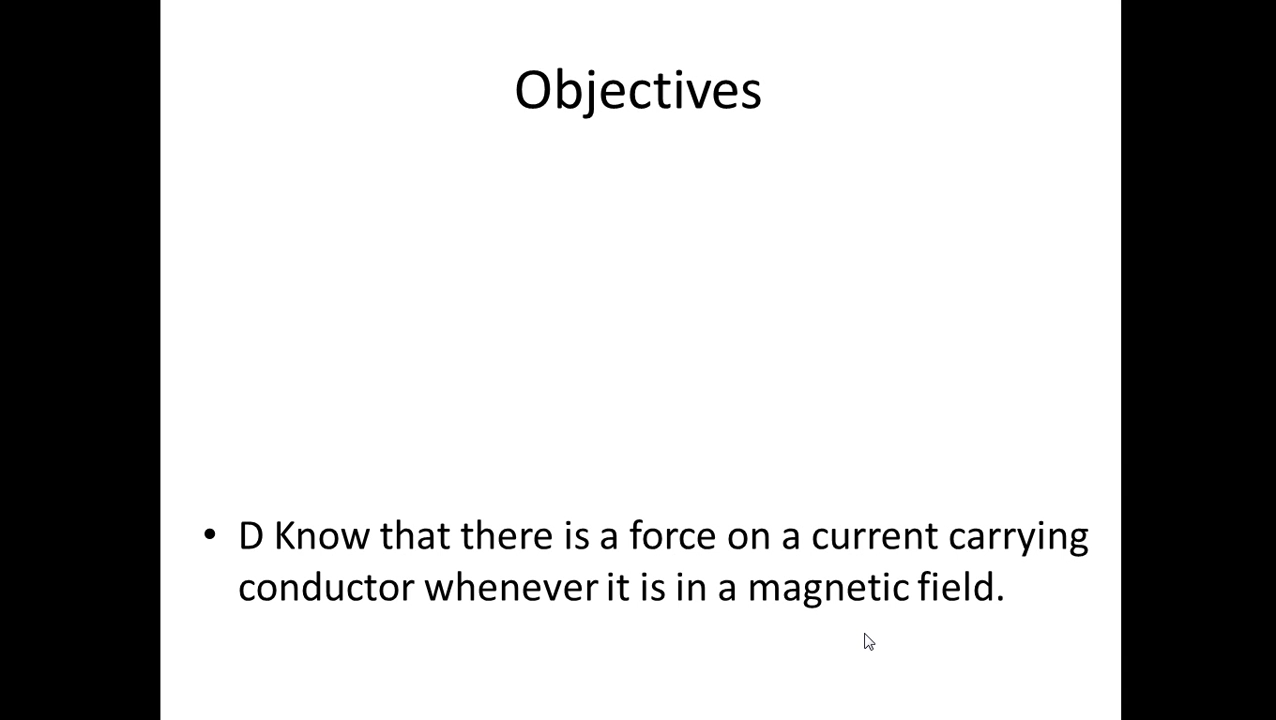 Objectives
• D Know that there is a force on a current carrying
conductor whenever it is in a magnetic field.